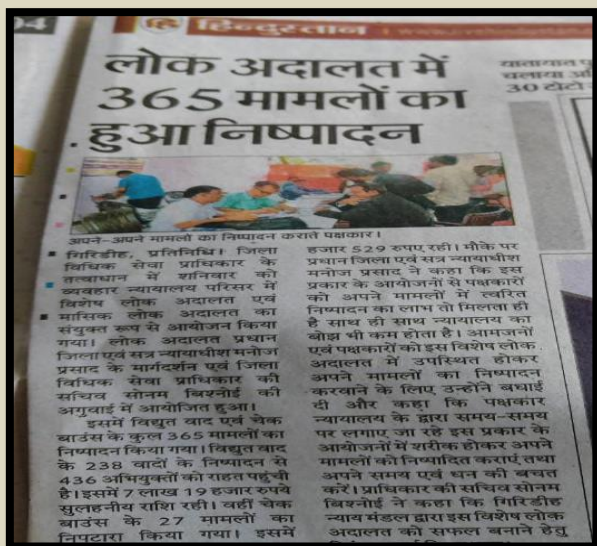 04
हिन्दुस्तान
लोक अदालत में
365 मामलों का
हुआ निष्पादन
अपने-अपने मामलों का निष्पादन कराते पक्षकार।
गिरिडीह, प्रतिनिधि। जिला
विधिक सेवा प्राधिकार के
तत्वाधान में शनिवार को
व्यवहार न्यायालय परिसर में
विशेष लोक अदालत एवं
मासिक लोक अदालत का
संयुक्त रूप से आयोजन किया
गया। लोक अदालत प्रधान
जिला एवं सत्र न्यायाधीश मनोज
प्रसाद के मार्गदर्शन एवं जिला
विधिक सेवा प्राधिकार की
सचिव सोनम बिश्नोई की
अगुवाई में आयोजित हुआ।
इसमें विद्युत वाद एवं चेक
बाउंस के कुल 365 मामलों का
निष्पादन किया गया। विद्युत वाद
के 238 वादों के निष्पादन से
436 अभियुक्तों को राहत पहुंची
है। इसमें 7 लाख 19 हजार रुपये
सुलहनीय राशि रही। वहीं चेक
बाउंस के 27 मामलों का
निपटारा किया गया। इसमें
हजार 529 रुपए रही। मौके पर
प्रधान जिला एवं सत्र न्यायाधीश
मनोज प्रसाद ने कहा कि इस
प्रकार के आयोजनों से पक्षकारों
को अपने मामलों में त्वरित
निष्पादन का लाभ तो मिलता ही
है साथ ही साथ न्यायालय का
बोझ भी कम होता है। आमजनों
एवं पक्षकारों को इस विशेष लोक
अदालत में उपस्थित होकर
अपने मामलों का निष्पादन
करवाने के लिए उन्होंने बधाई
दी और कहा कि पक्षकार
न्यायालय के द्वारा समय-समय
पर लगाए जा रहे इस प्रकार के
आयोजनों में शरीक होकर अपने
मामलों को निष्पादित कराएं तथा
अपने समय एवं धन की बचत
करें। प्राधिकार की सचिव सोनम
बिश्नोई ने कहा कि गिरिडीह
न्याय मंडल द्वारा इस विशेष लोक
अदालत को सफल बनाने हेतु
यातायात
चलाया
30 टोटो